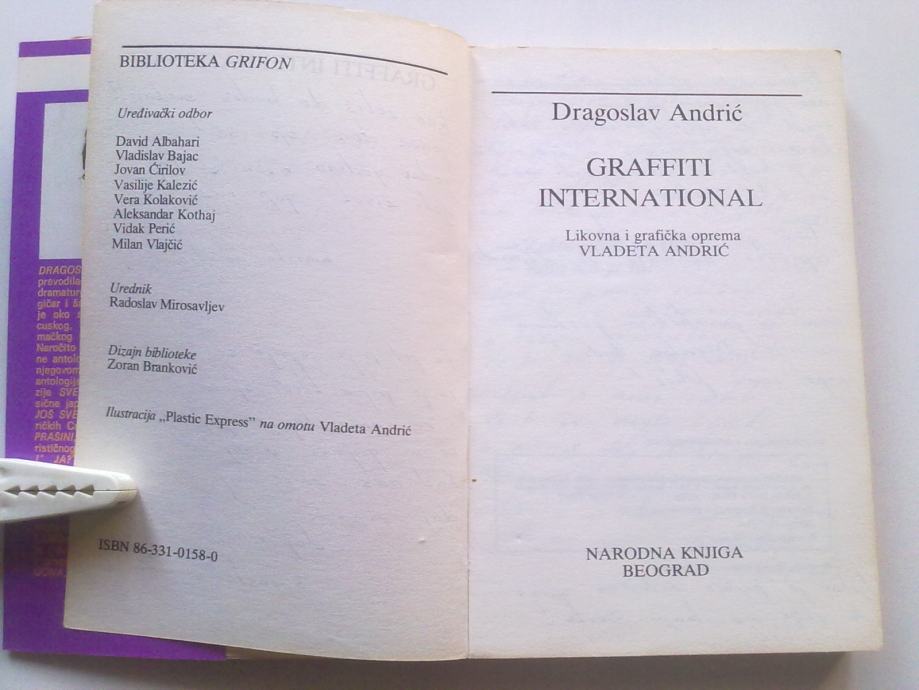 BIBLIOTEKA GRIFON
Uređivački odbor
David Albahari
Vladislav Bajac
Jovan Ćirilov
Vasilije Kalezić
Vera Kolaković
Aleksandar Kothaj
Vidak Perić
Milan Vlajčić
Urednik
Radoslav Mirosavljev
Dizajn biblioteke
Zoran Branković
Ilustracija „Plastic Express” na omotu Vladeta Andrić
ISBN 86-331-0158-0
Dragoslav Andrić
GRAFFITI
INTERNATIONAL
Likovna i grafička oprema
VLADETA ANDRIĆ
NARODNA KNJIGA
BEOGRAD